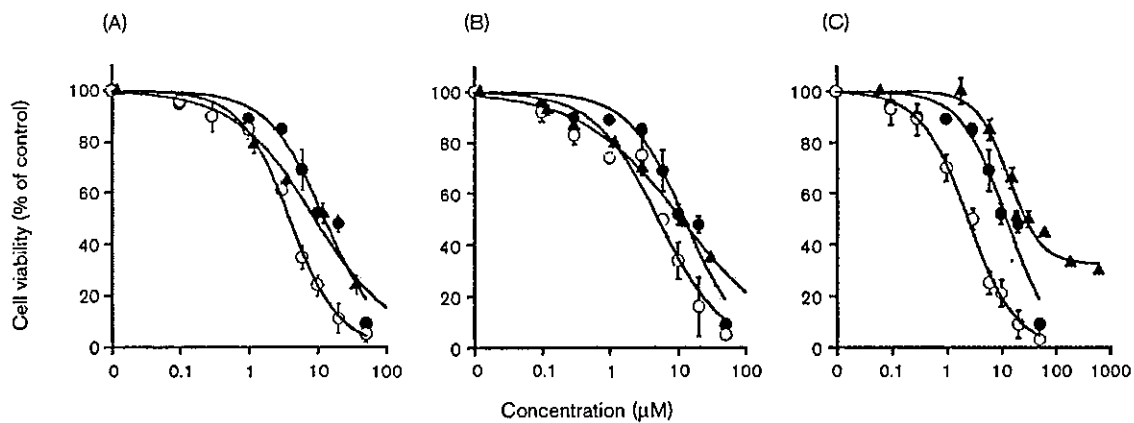 (A) (B) (C)
Cell viability (% of control)
100 100 100
80 80 80
60 60 60
40 40 40
20 20 20
0 0 0
0 0.1 1 10 100 0 0.1 1 10 100 0 0.1 1 10 100 1000
Concentration (μM)